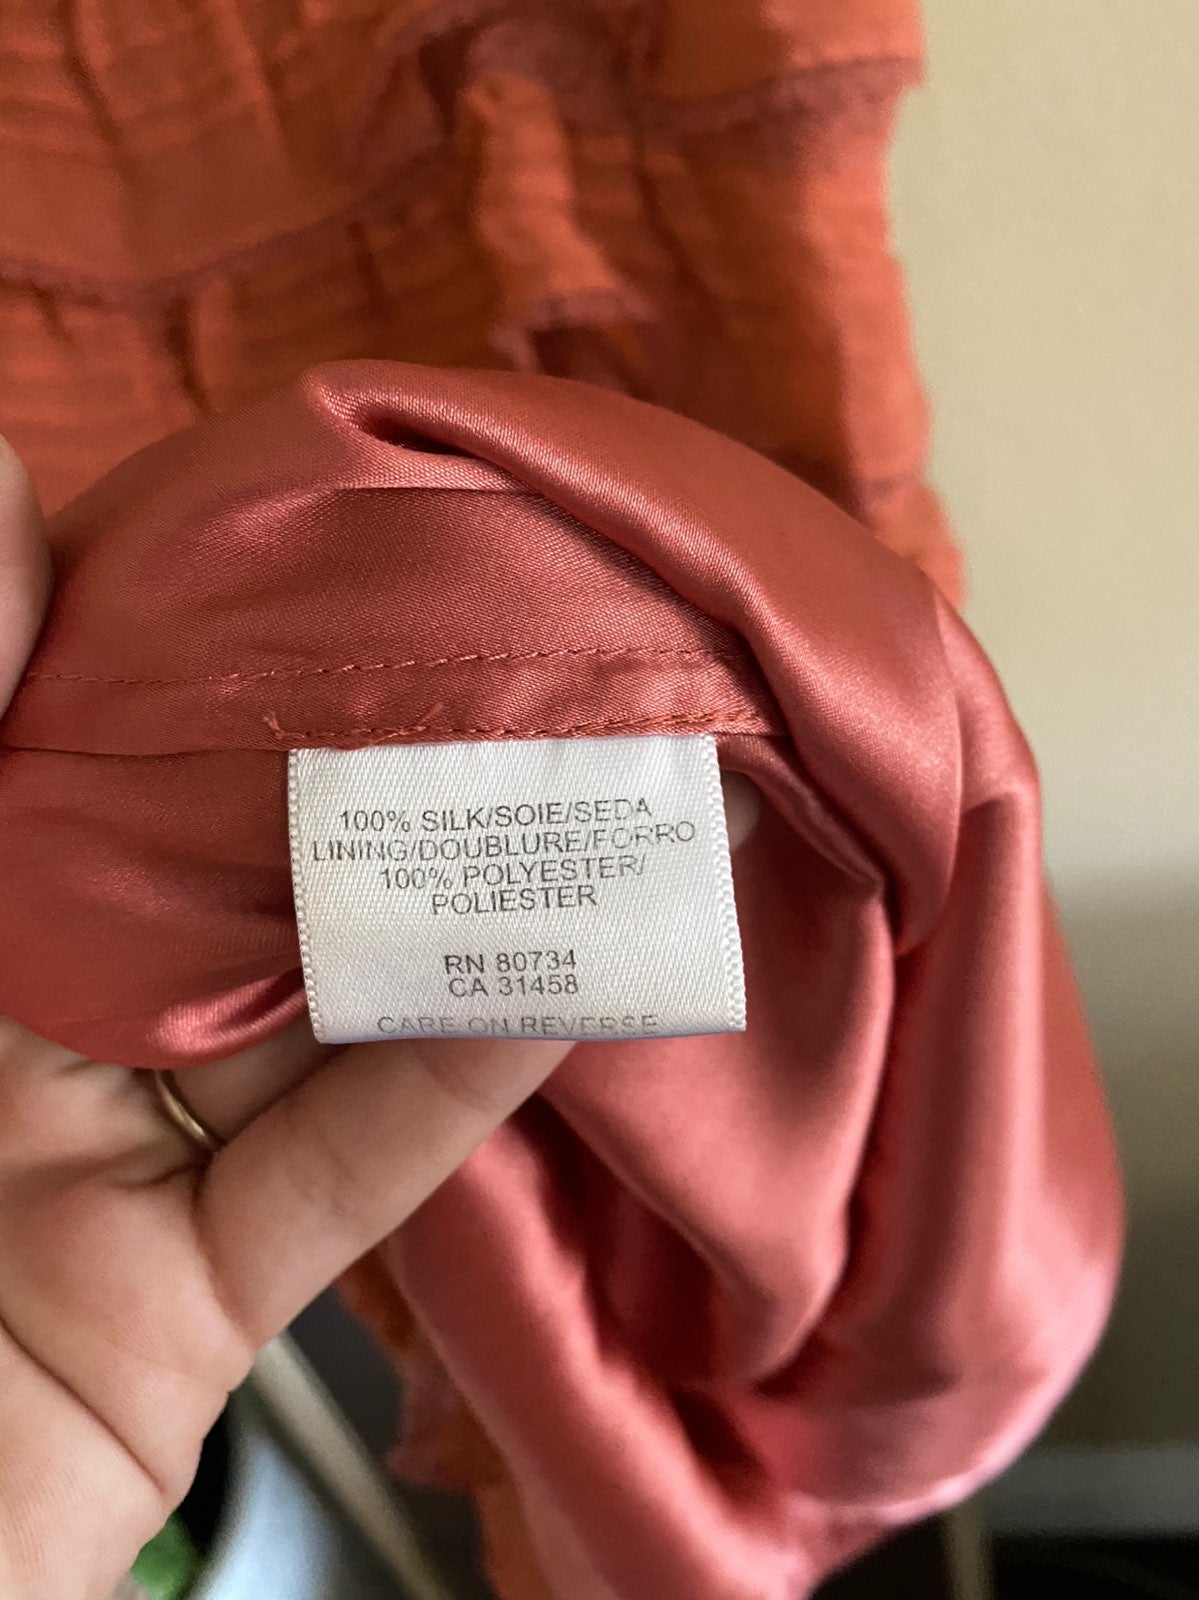 100% SILK/SOIE/SEDA
LINING/DOUBLURE/FORRO
100% POLYESTER/
POLIESTER
RN 80734
CA 31458
CARE ON REVERSE